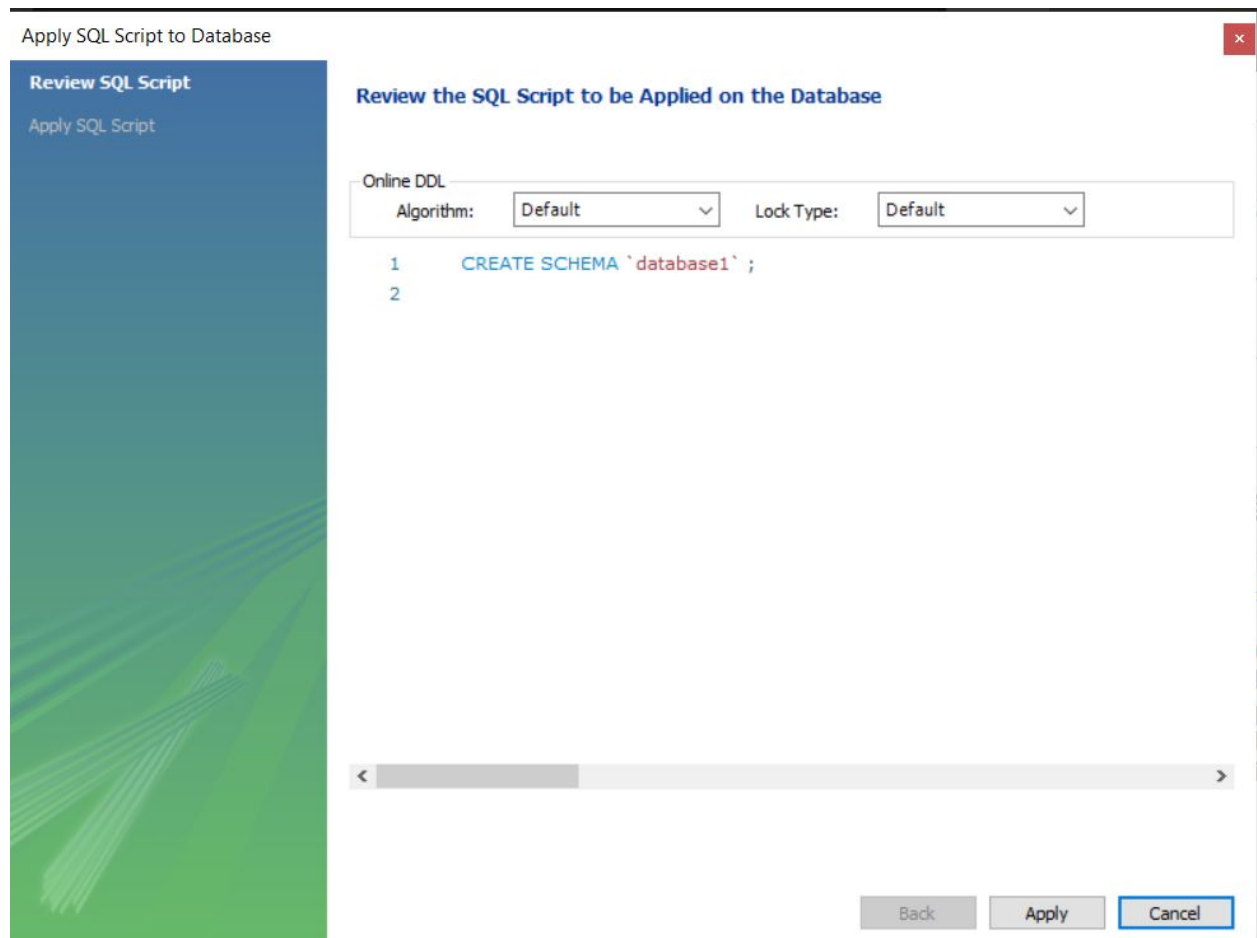 Apply SQL Script to Database
Review SQL Script
Apply SQL Script
Review the SQL Script to be Applied on the Database
Online DDL
Algorithm: Default Lock Type: Default
1 CREATE SCHEMA `database1` ;
2
Back Apply Cancel